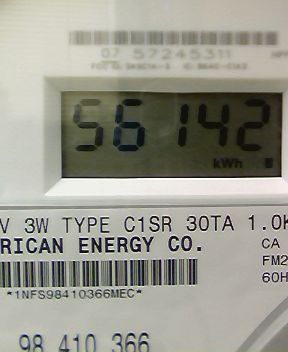 07 57245311
56142
kWh
V 3W TYPE C1SR 30TA 1.0K
RICAN ENERGY CO.
CA
FM2
60H
*1NFS98410366MEC*
98 410 366